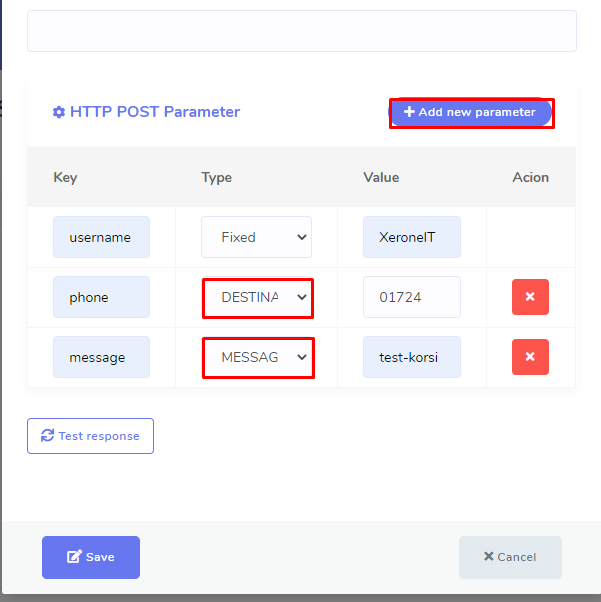 HTTP POST Parameter
Add new parameter
Key Type Value Acion
username Fixed XeroneIT
phone DESTINA 01724
message MESSAG test-korsi
Test response
Save
Cancel